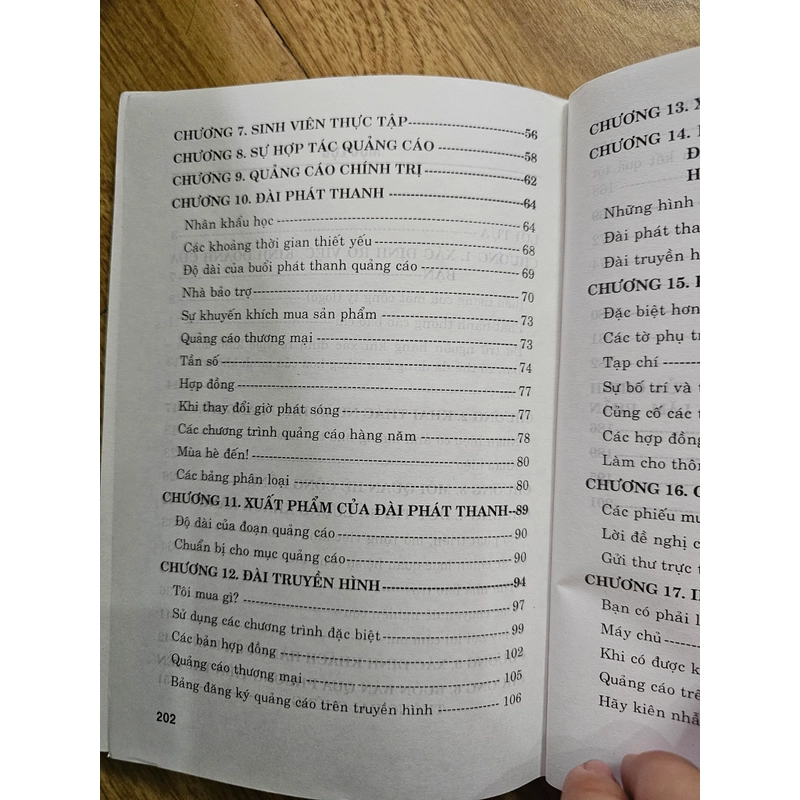 CHƯƠNG 7. SINH VIÊN THỰC TẬP 56
CHƯƠNG 8. SỰ HỢP TÁC QUẢNG CÁO 58
CHƯƠNG 9. QUẢNG CÁO CHÍNH TRỊ 62
CHƯƠNG 10. ĐÀI PHÁT THANH 64
Nhân khẩu học 64
Các khoảng thời gian thiết yếu 68
Độ dài của buổi phát thanh quảng cáo 69
Nhà bảo trợ 70
Sự khuyến khích mua sản phẩm 73
Quảng cáo thương mại 73
Tần số 74
Hợp đồng 77
Khi thay đổi giờ phát sóng 77
Các chương trình quảng cáo hàng năm 78
Mùa hè đến! 80
Các bảng phân loại 80
CHƯƠNG 11. XUẤT PHẨM CỦA ĐÀI PHÁT THANH--89
Độ dài của đoạn quảng cáo 90
Chuẩn bị cho mục quảng cáo 90
CHƯƠNG 12. ĐÀI TRUYỀN HÌNH 94
Tôi mua gì? 97
Sử dụng các chương trình đặc biệt 99
Các bản hợp đồng 102
Quảng cáo thương mại 105
Bảng đăng ký quảng cáo trên truyền hình 106
202
CHƯƠNG 13.
CHƯƠNG 14.
Những hình
Đài phát
Đài truyền
CHƯƠNG 15.
Đặc biệt hơn
Các tờ phụ
Tạp chí
Sự bố trí và
Củng cố các
Các hợp đồng
Làm cho
CHƯƠNG 16.
Các phiếu
Lời đề nghị
Gửi thư trực
CHƯƠNG 17.
Bạn có phải
Máy chủ
Khi có được
Quảng cáo
Hãy kiên